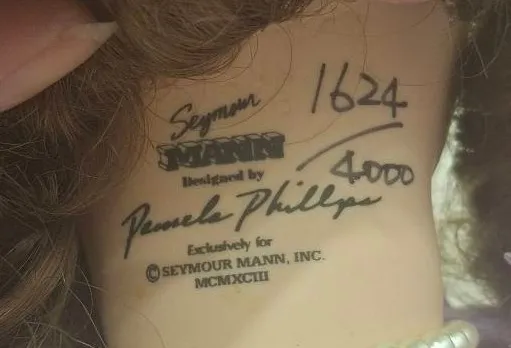 Seymour
MANN
Designed by
Pamela Phillips
Exclusively for
© SEYMOUR MANN, INC.
MCMXCIII
1624
4000